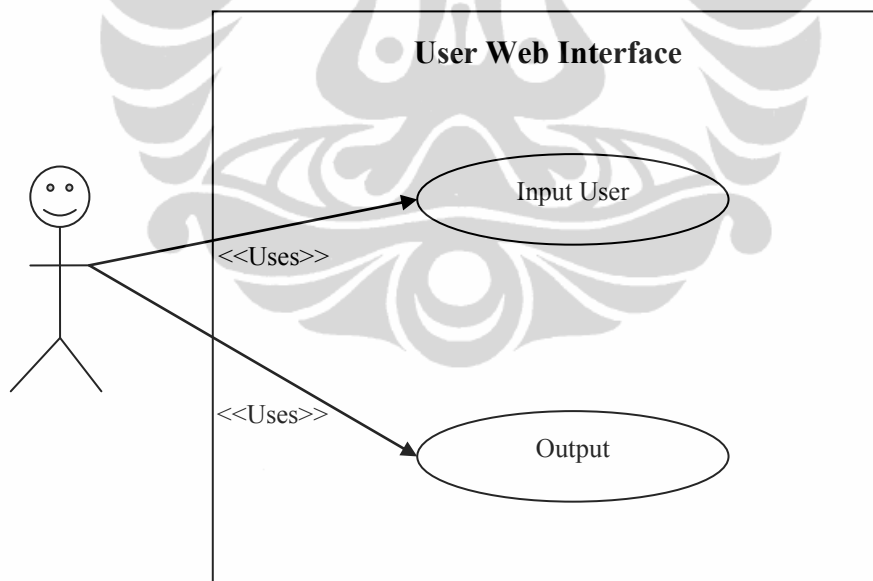 User Web Interface
Input User
<<Uses>>
<<Uses>>
Output